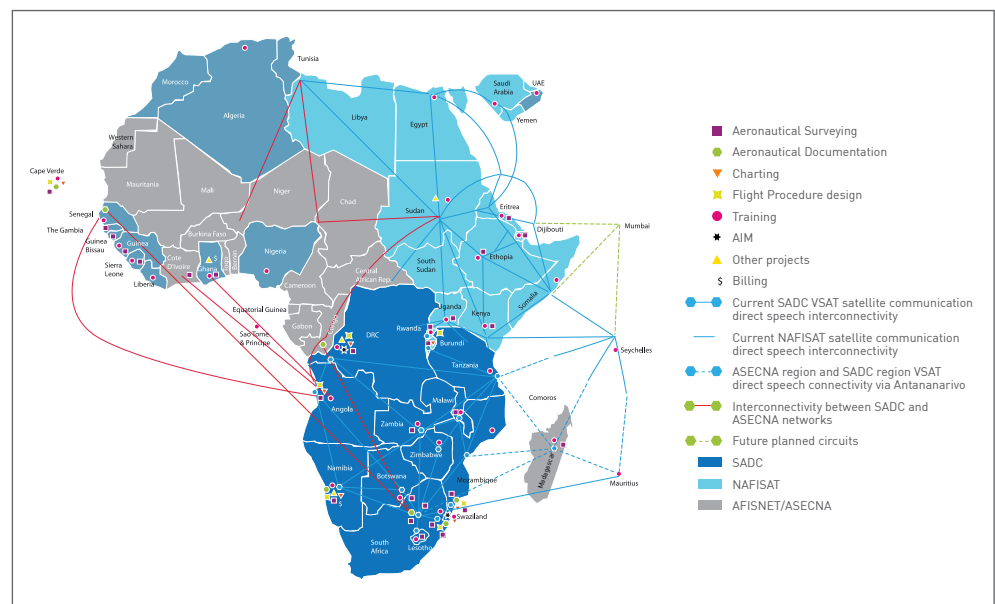 Tunisia
Morocco
Algeria
Libya
Egypt
Saudi
Arabia
UAE
Yemen
Western
Sahara
Cape Verde
Mauritania
Mali
Niger
Chad
Sudan
Eritrea
Djibouti
Mumbai
Senegal
The Gambia
Guinea
Bissau
Guinea
Sierra
Leone
Liberia
Burkina Faso
Cote
D'ivoire
Ghana
$
Togo
Benin
Nigeria
Cameroon
Central
African Rep.
South
Sudan
Ethiopia
Somalia
Equatorial Guinea
Sao Tome
& Principe
Gabon
Congo
DRC
Uganda
Kenya
Rwanda
Burundi
Tanzania
Seychelles
Comoros
Angola
Zambia
Malawi
Zimbabwe
Namibia
$
Botswana
Mozambique
Madagascar
Mauritius
Swaziland
South
Africa
Lesotho
Aeronautical Surveying
Aeronautical Documentation
Charting
Flight Procedure design
Training
AIM
Other projects
$ Billing
Current SADC VSAT satellite communication
direct speech interconnectivity
Current NAFISAT satellite communication
direct speech interconnectivity
ASECNA region and SADC region VSAT
direct speech connectivity via Antananarivo
Interconnectivity between SADC and
ASECNA networks
Future planned circuits
SADC
NAFISAT
AFISNET/ASECNA